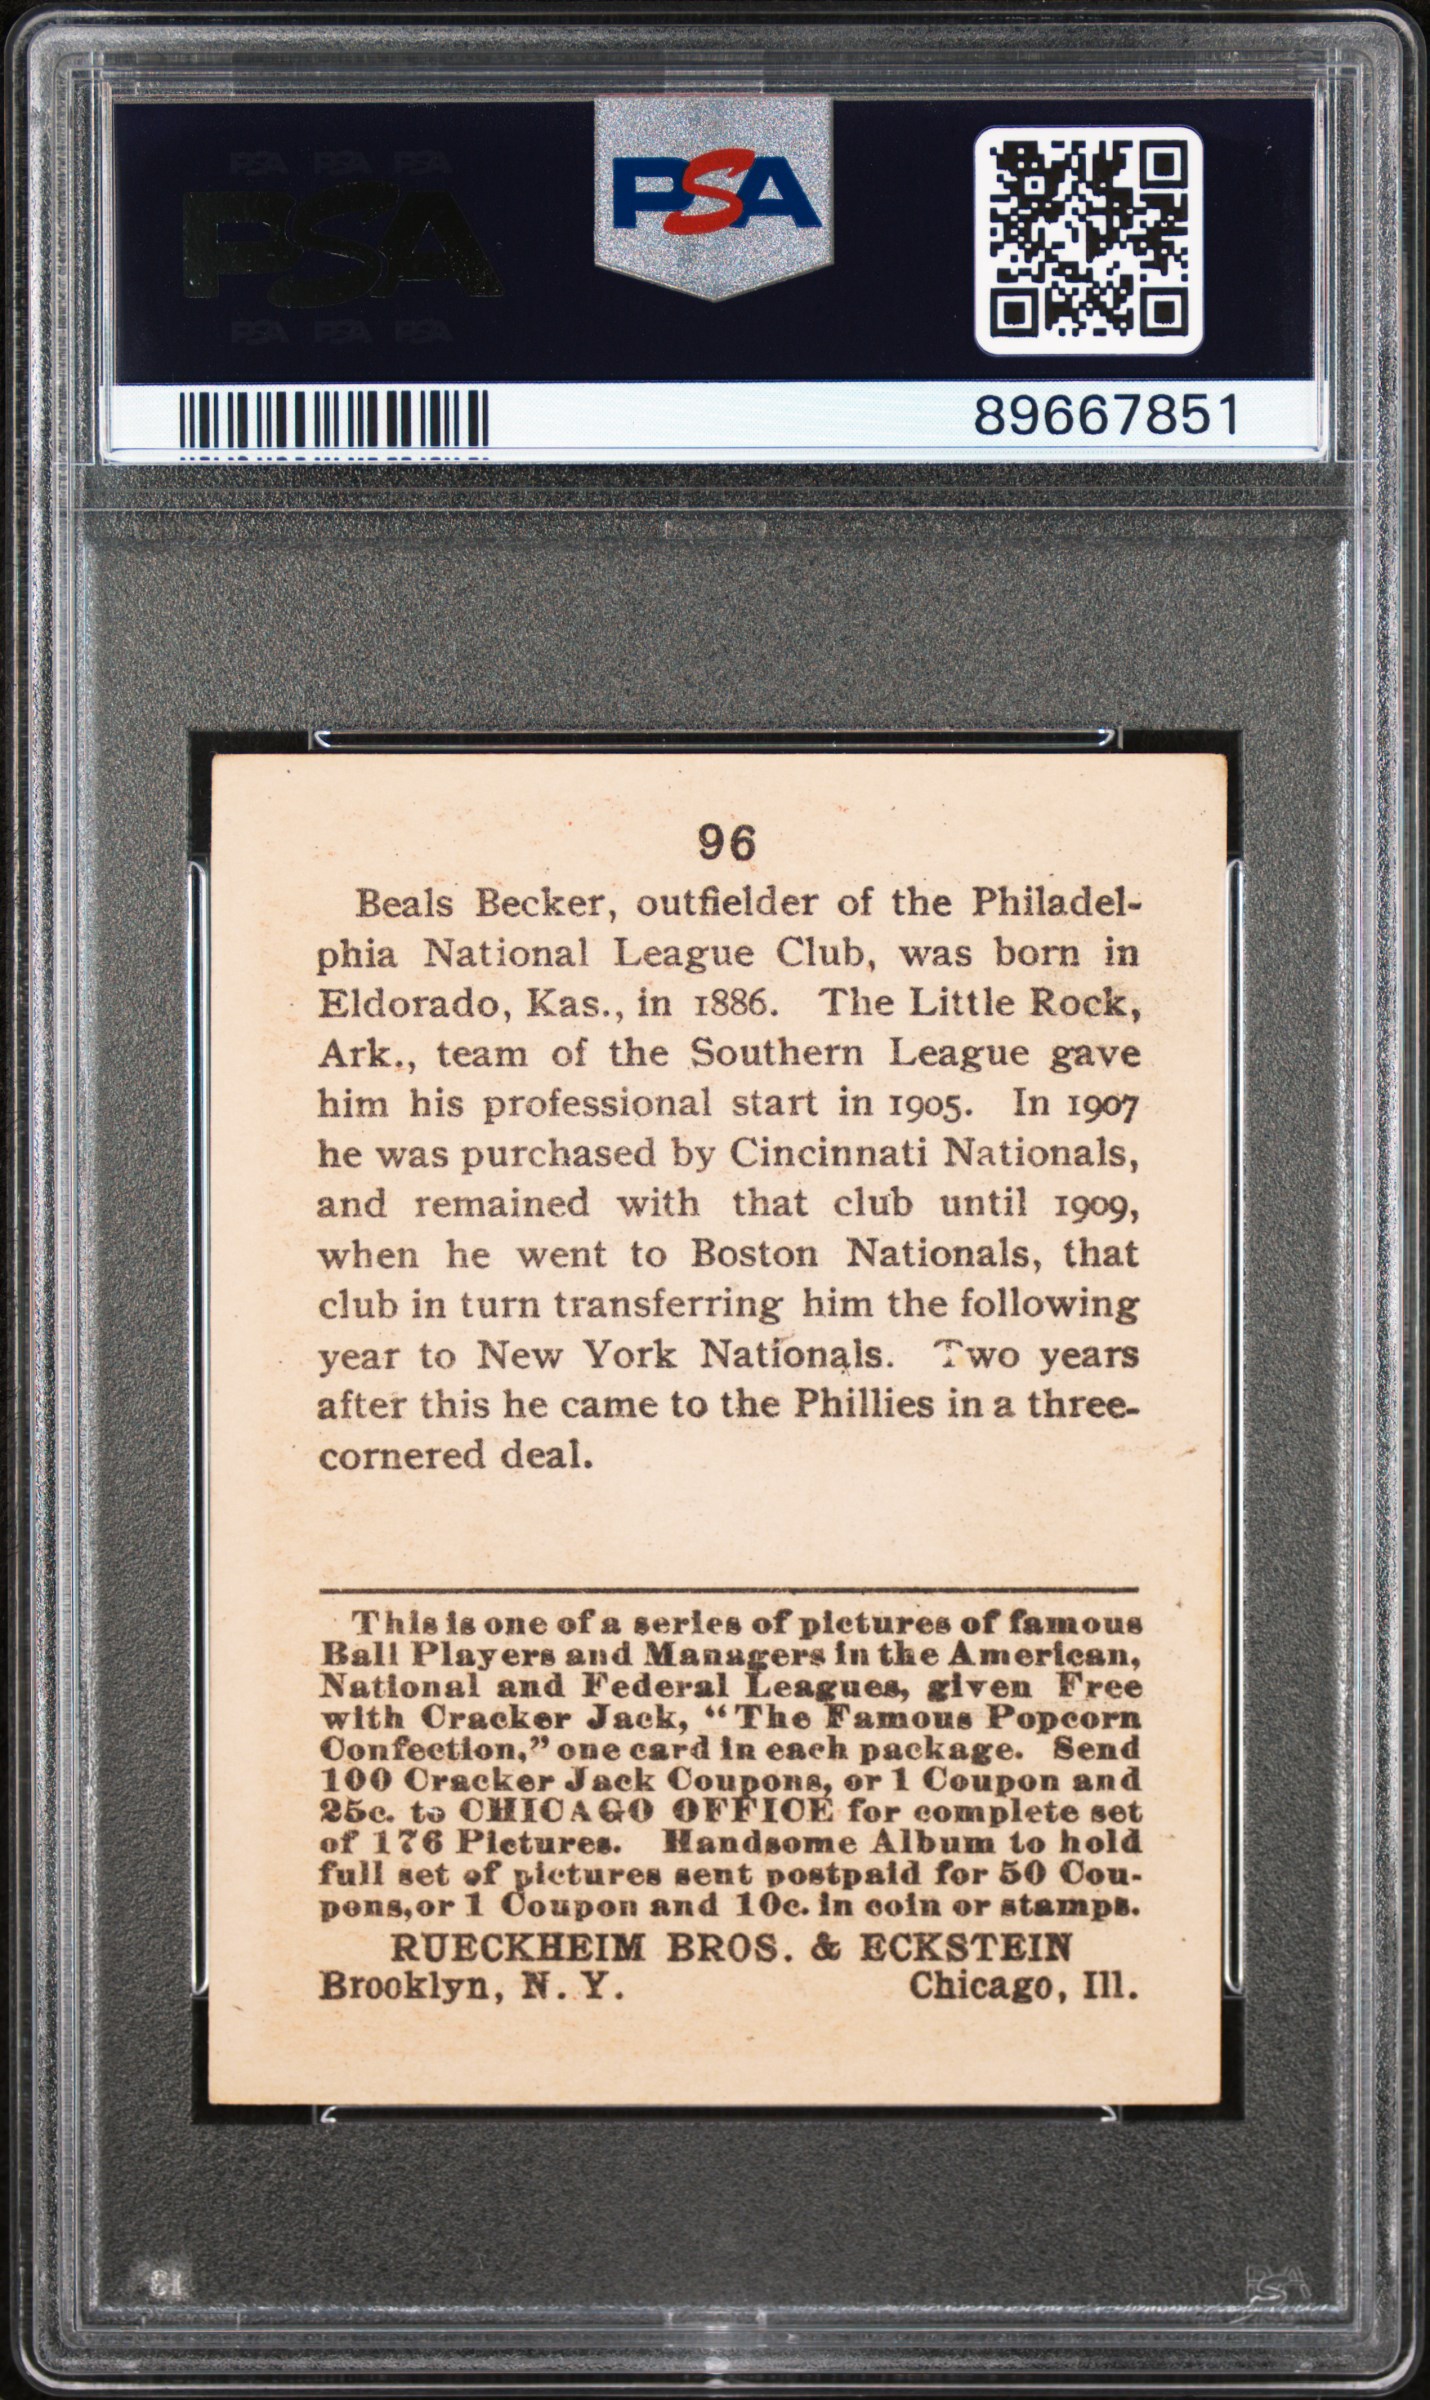 PSA PSA PSA
PSA
PSA PSA PSA
PSA
89667851
96
Beals Becker, outfielder of the Philadel-
phia National League Club, was born in
Eldorado, Kas., in 1886. The Little Rock,
Ark., team of the Southern League gave
him his professional start in 1905. In 1907
he was purchased by Cincinnati Nationals,
and remained with that club until 1909,
when he went to Boston Nationals, that
club in turn transferring him the following
year to New York Nationals. Two years
after this he came to the Phillies in a three-
cornered deal.
This is one of a series of pictures of famous
Ball Players and Managers in the American,
National and Federal Leagues, given Free
with Cracker Jack, “The Famous Popcorn
Confection,” one card in each package. Send
100 Cracker Jack Coupons, or 1 Coupon and
25c. to CHICAGO OFFICE for complete set
of 176 Pictures. Handsome Album to hold
full set of pictures sent postpaid for 50 Cou-
pons, or 1 Coupon and 10c. in coin or stamps.
RUECKHEIM BROS. & ECKSTEIN
Brooklyn, N. Y. Chicago, Ill.
PSA